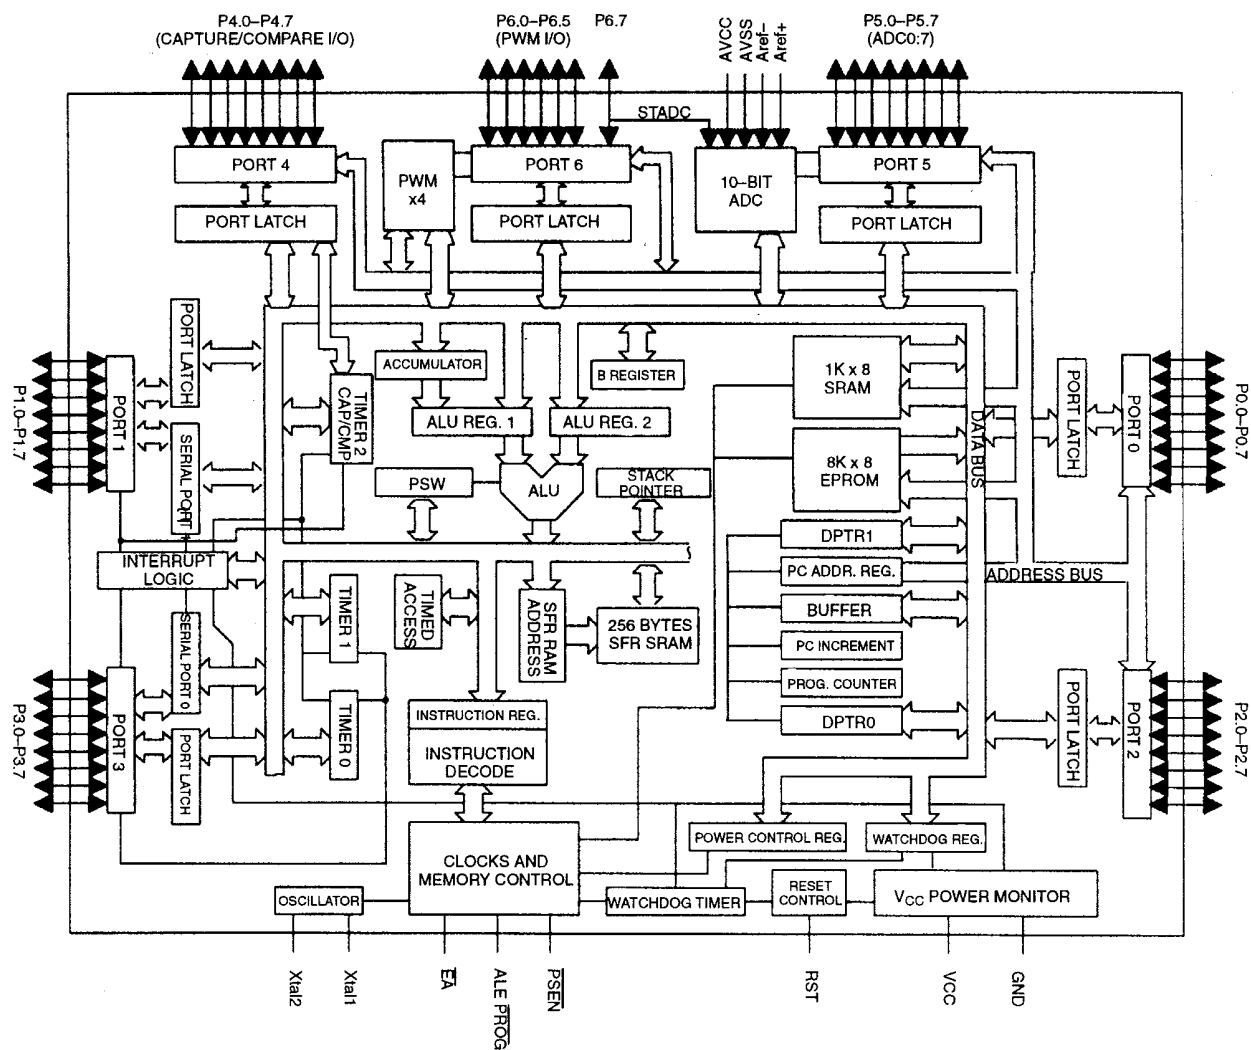 P4.0–P4.7
(CAPTURE/COMPARE I/O)
P6.0–P6.5
(PWM I/O)
P6.7
AVCC
AVSS
Aref–
Aref+
P5.0–P5.7
(ADC0:7)
STADC
PORT 4
PWM
x4
PORT 6
10–BIT
ADC
PORT 5
PORT LATCH
PORT LATCH
PORT LATCH
PORT LATCH
ACCUMULATOR
B REGISTER
1K x 8
SRAM
TIMER 2
CAP/CMP
ALU REG. 1
ALU REG. 2
P1.0–P1.7
PORT 1
SERIAL PORT
PSW
ALU
STACK
POINTER
8K x 8
EPROM
DATA BUS
PORT LATCH
PORT 0
P0.0–P0.7
INTERRUPT
LOGIC
DPTR1
PC ADDR. REG.
ADDRESS BUS
BUFFER
PC INCREMENT
PROG. COUNTER
DPTR0
TIMER 1
TIMED
ACCESS
SFR RAM
ADDRESS
256 BYTES
SFR SRAM
SERIAL PORT 0
P3.0–P3.7
PORT 3
PORT LATCH
TIMER 0
INSTRUCTION REG.
INSTRUCTION
DECODE
PORT LATCH
PORT 2
P2.0–P2.7
CLOCKS AND
MEMORY CONTROL
POWER CONTROL REG.
WATCHDOG REG.
OSCILLATOR
WATCHDOG TIMER
RESET
CONTROL
VCC POWER MONITOR
Xtal2
Xtal1
EA
ALE PROG
PSEN
RST
VCC
GND